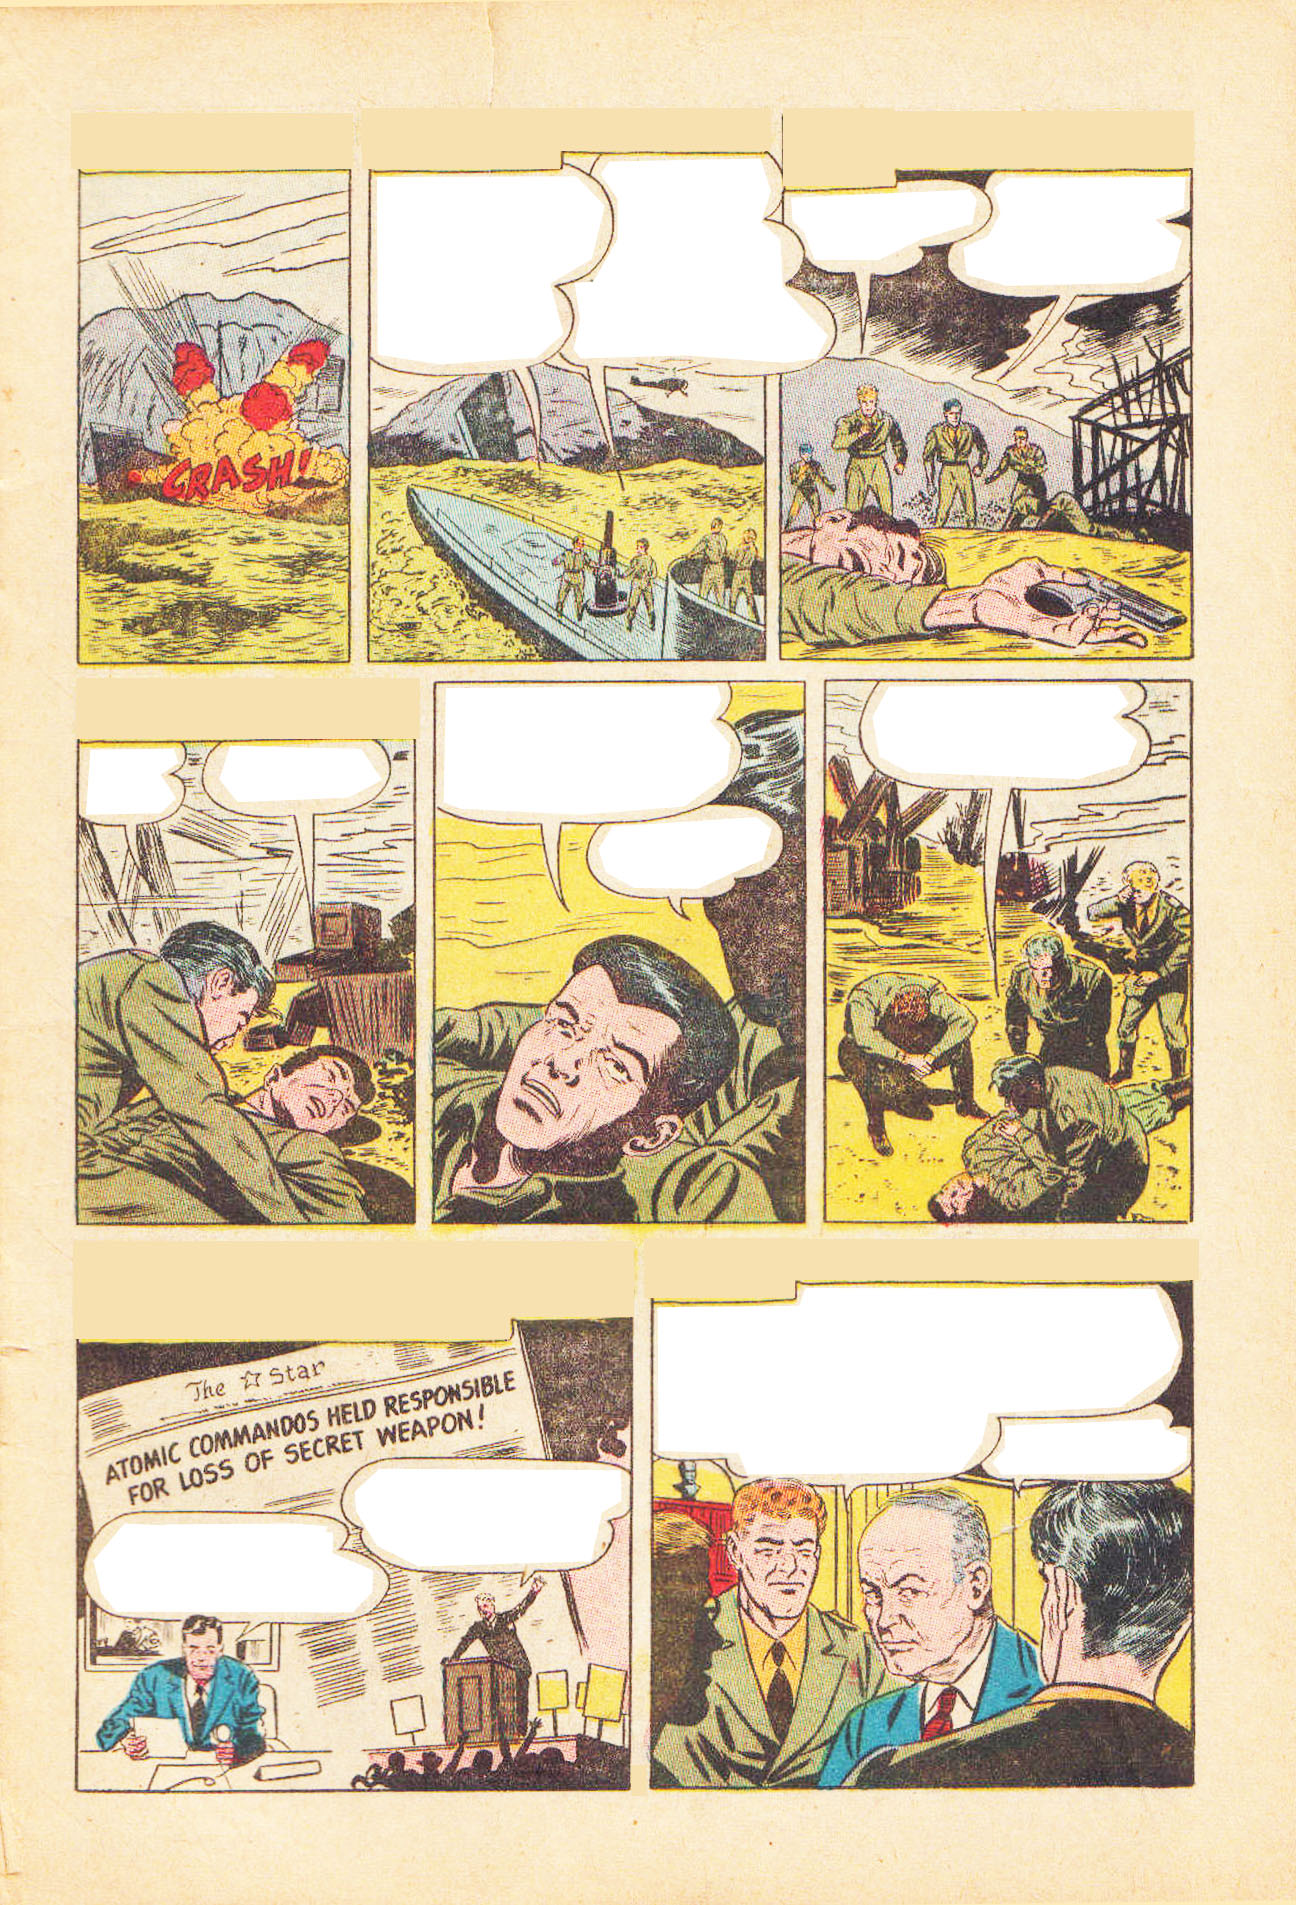 CRASH!
The ☆ Star
ATOMIC COMMANDOS HELD RESPONSIBLE
FOR LOSS OF SECRET WEAPON!